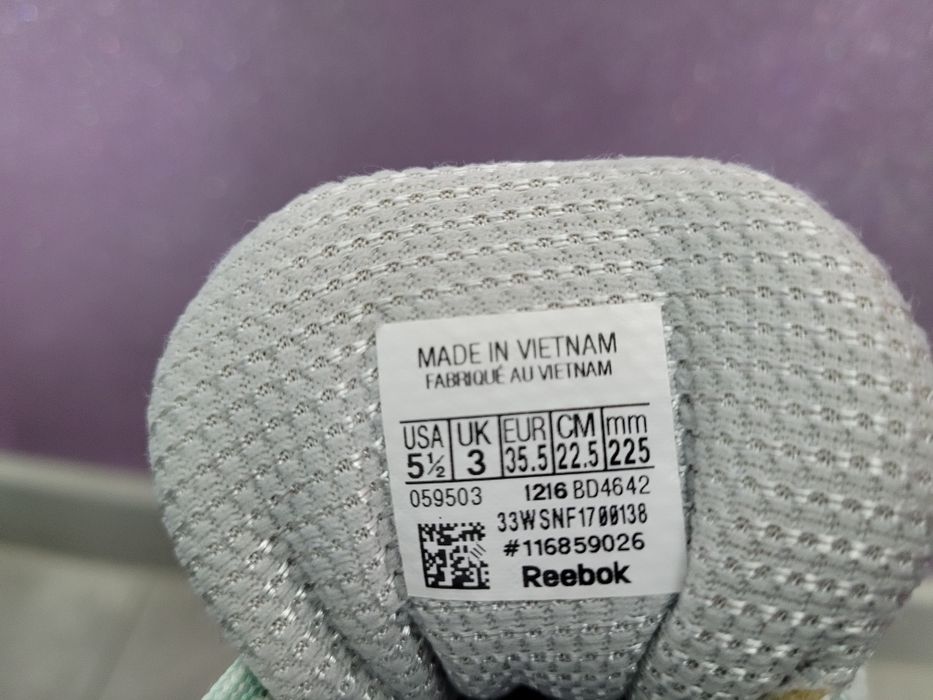 MADE IN VIETNAM
FABRIQUÉ AU VIETNAM
USA UK EUR CM mm
5½ 3 35.5 22.5 225
059503 1216 BD4642
33WSNF1700138
#116859026
Reebok